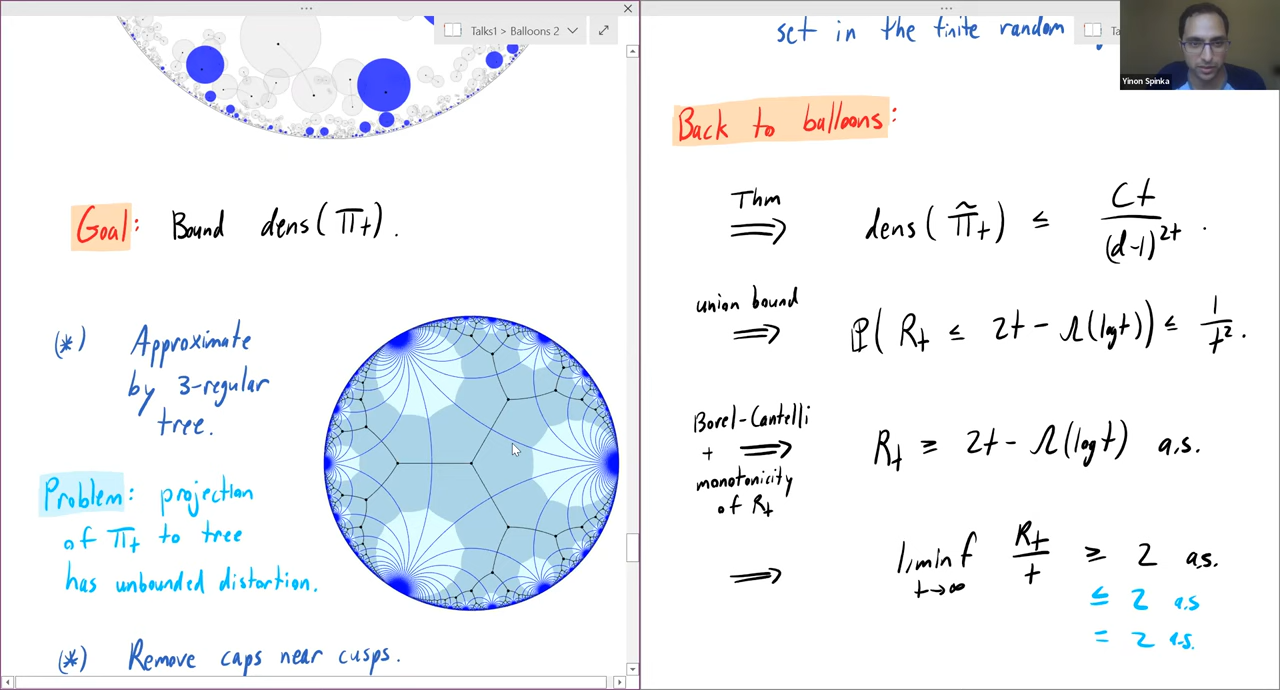 Talks1 > Balloons 2
Goal: Bound dens(Π_t).
(*) Approximate
by 3-regular
tree.
Problem: projection
of Π_t to tree
has unbounded distortion.
(*) Remove caps near cusps.
set in the finite random
Ta
Yinon Spinka
Back to balloons:
Thm
⟹ dens(Π̃_t) ≤ Ct / (d-1)^{2t} .
union bound
⟹ ℙ( R_t ≤ 2t - Ω(log t)) ≤ 1/t².
Borel-Cantelli
+ ⟹ R_t ≥ 2t - Ω(log t) a.s.
monotonicity
of R_t
⟹ liminf_{t→∞} R_t/t ≥ 2 a.s.
≤ 2 a.s
= 2 a.s.